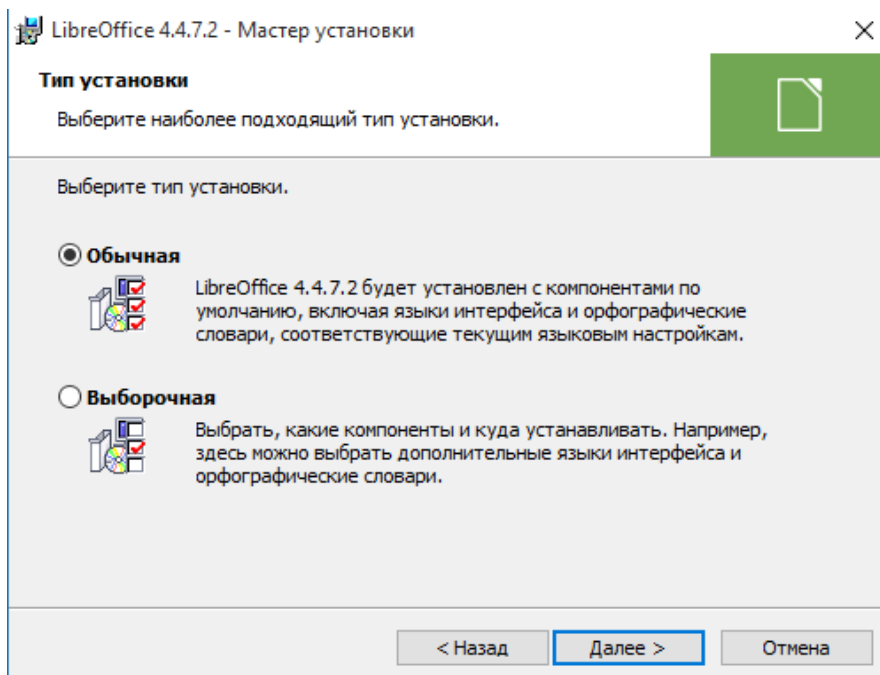 LibreOffice 4.4.7.2 - Мастер установки
Тип установки
Выберите наиболее подходящий тип установки.
Выберите тип установки.
Обычная
LibreOffice 4.4.7.2 будет установлен с компонентами по
умолчанию, включая языки интерфейса и орфографические
словари, соответствующие текущим языковым настройкам.
Выборочная
Выбрать, какие компоненты и куда устанавливать. Например,
здесь можно выбрать дополнительные языки интерфейса и
орфографические словари.
< Назад Далее > Отмена